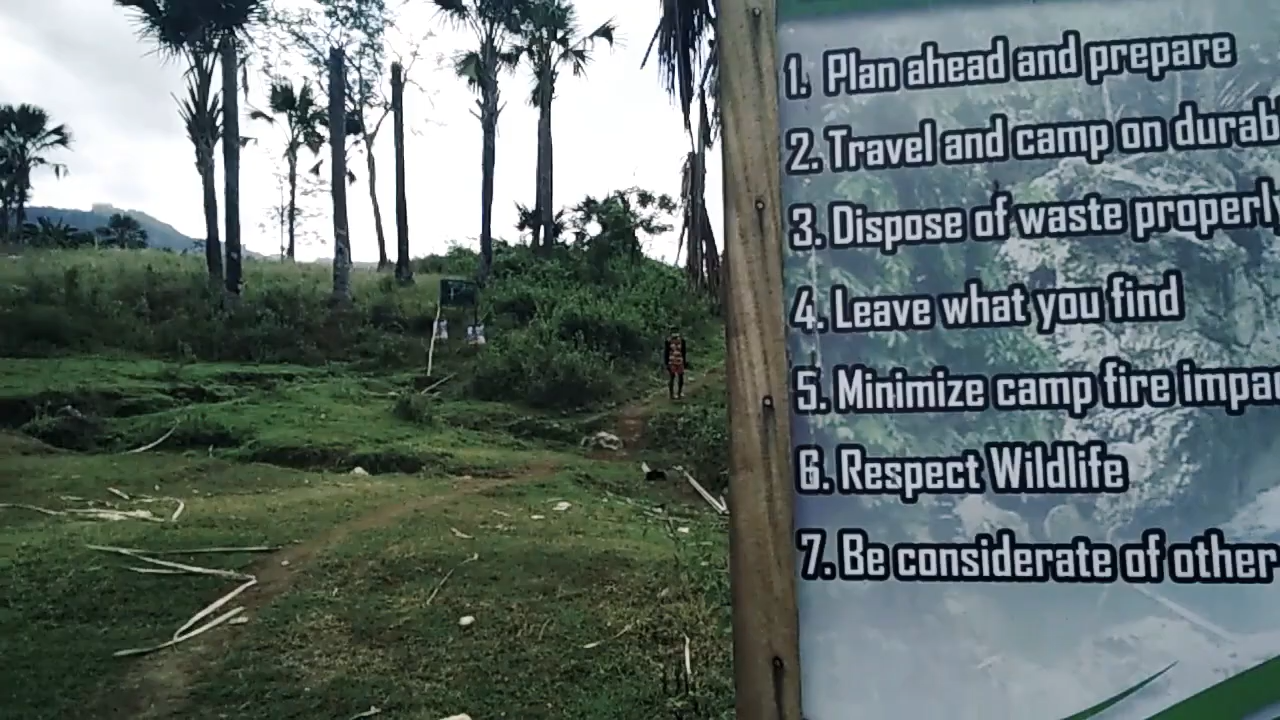 1. Plan ahead and prepare
2. Travel and camp on durab
3. Dispose of waste properly
4. Leave what you find
5. Minimize camp fire impa
6. Respect Wildlife
7. Be considerate of other